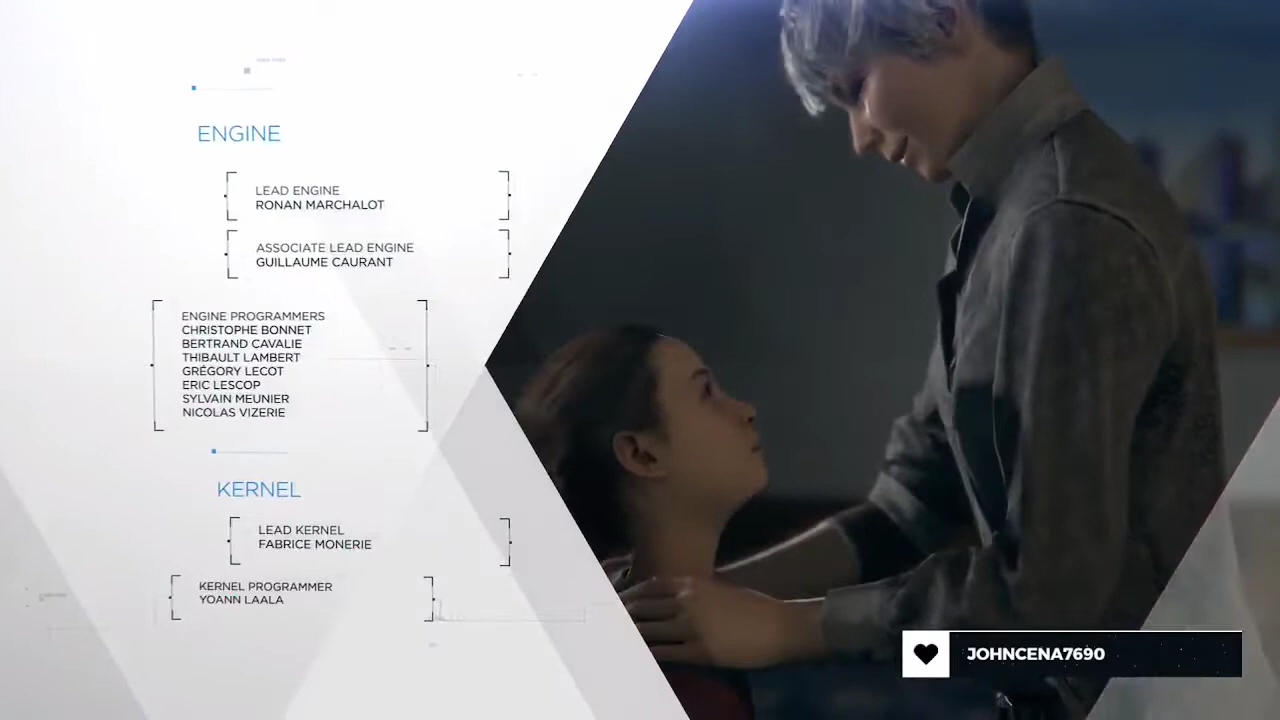 ENGINE
LEAD ENGINE
RONAN MARCHALOT
ASSOCIATE LEAD ENGINE
GUILLAUME CAURANT
ENGINE PROGRAMMERS
CHRISTOPHE BONNET
BERTRAND CAVALIE
THIBAULT LAMBERT
GRÉGORY LECOT
ERIC LESCOP
SYLVAIN MEUNIER
NICOLAS VIZERIE
KERNEL
LEAD KERNEL
FABRICE MONERIE
KERNEL PROGRAMMER
YOANN LAALA
JOHNCENA7690